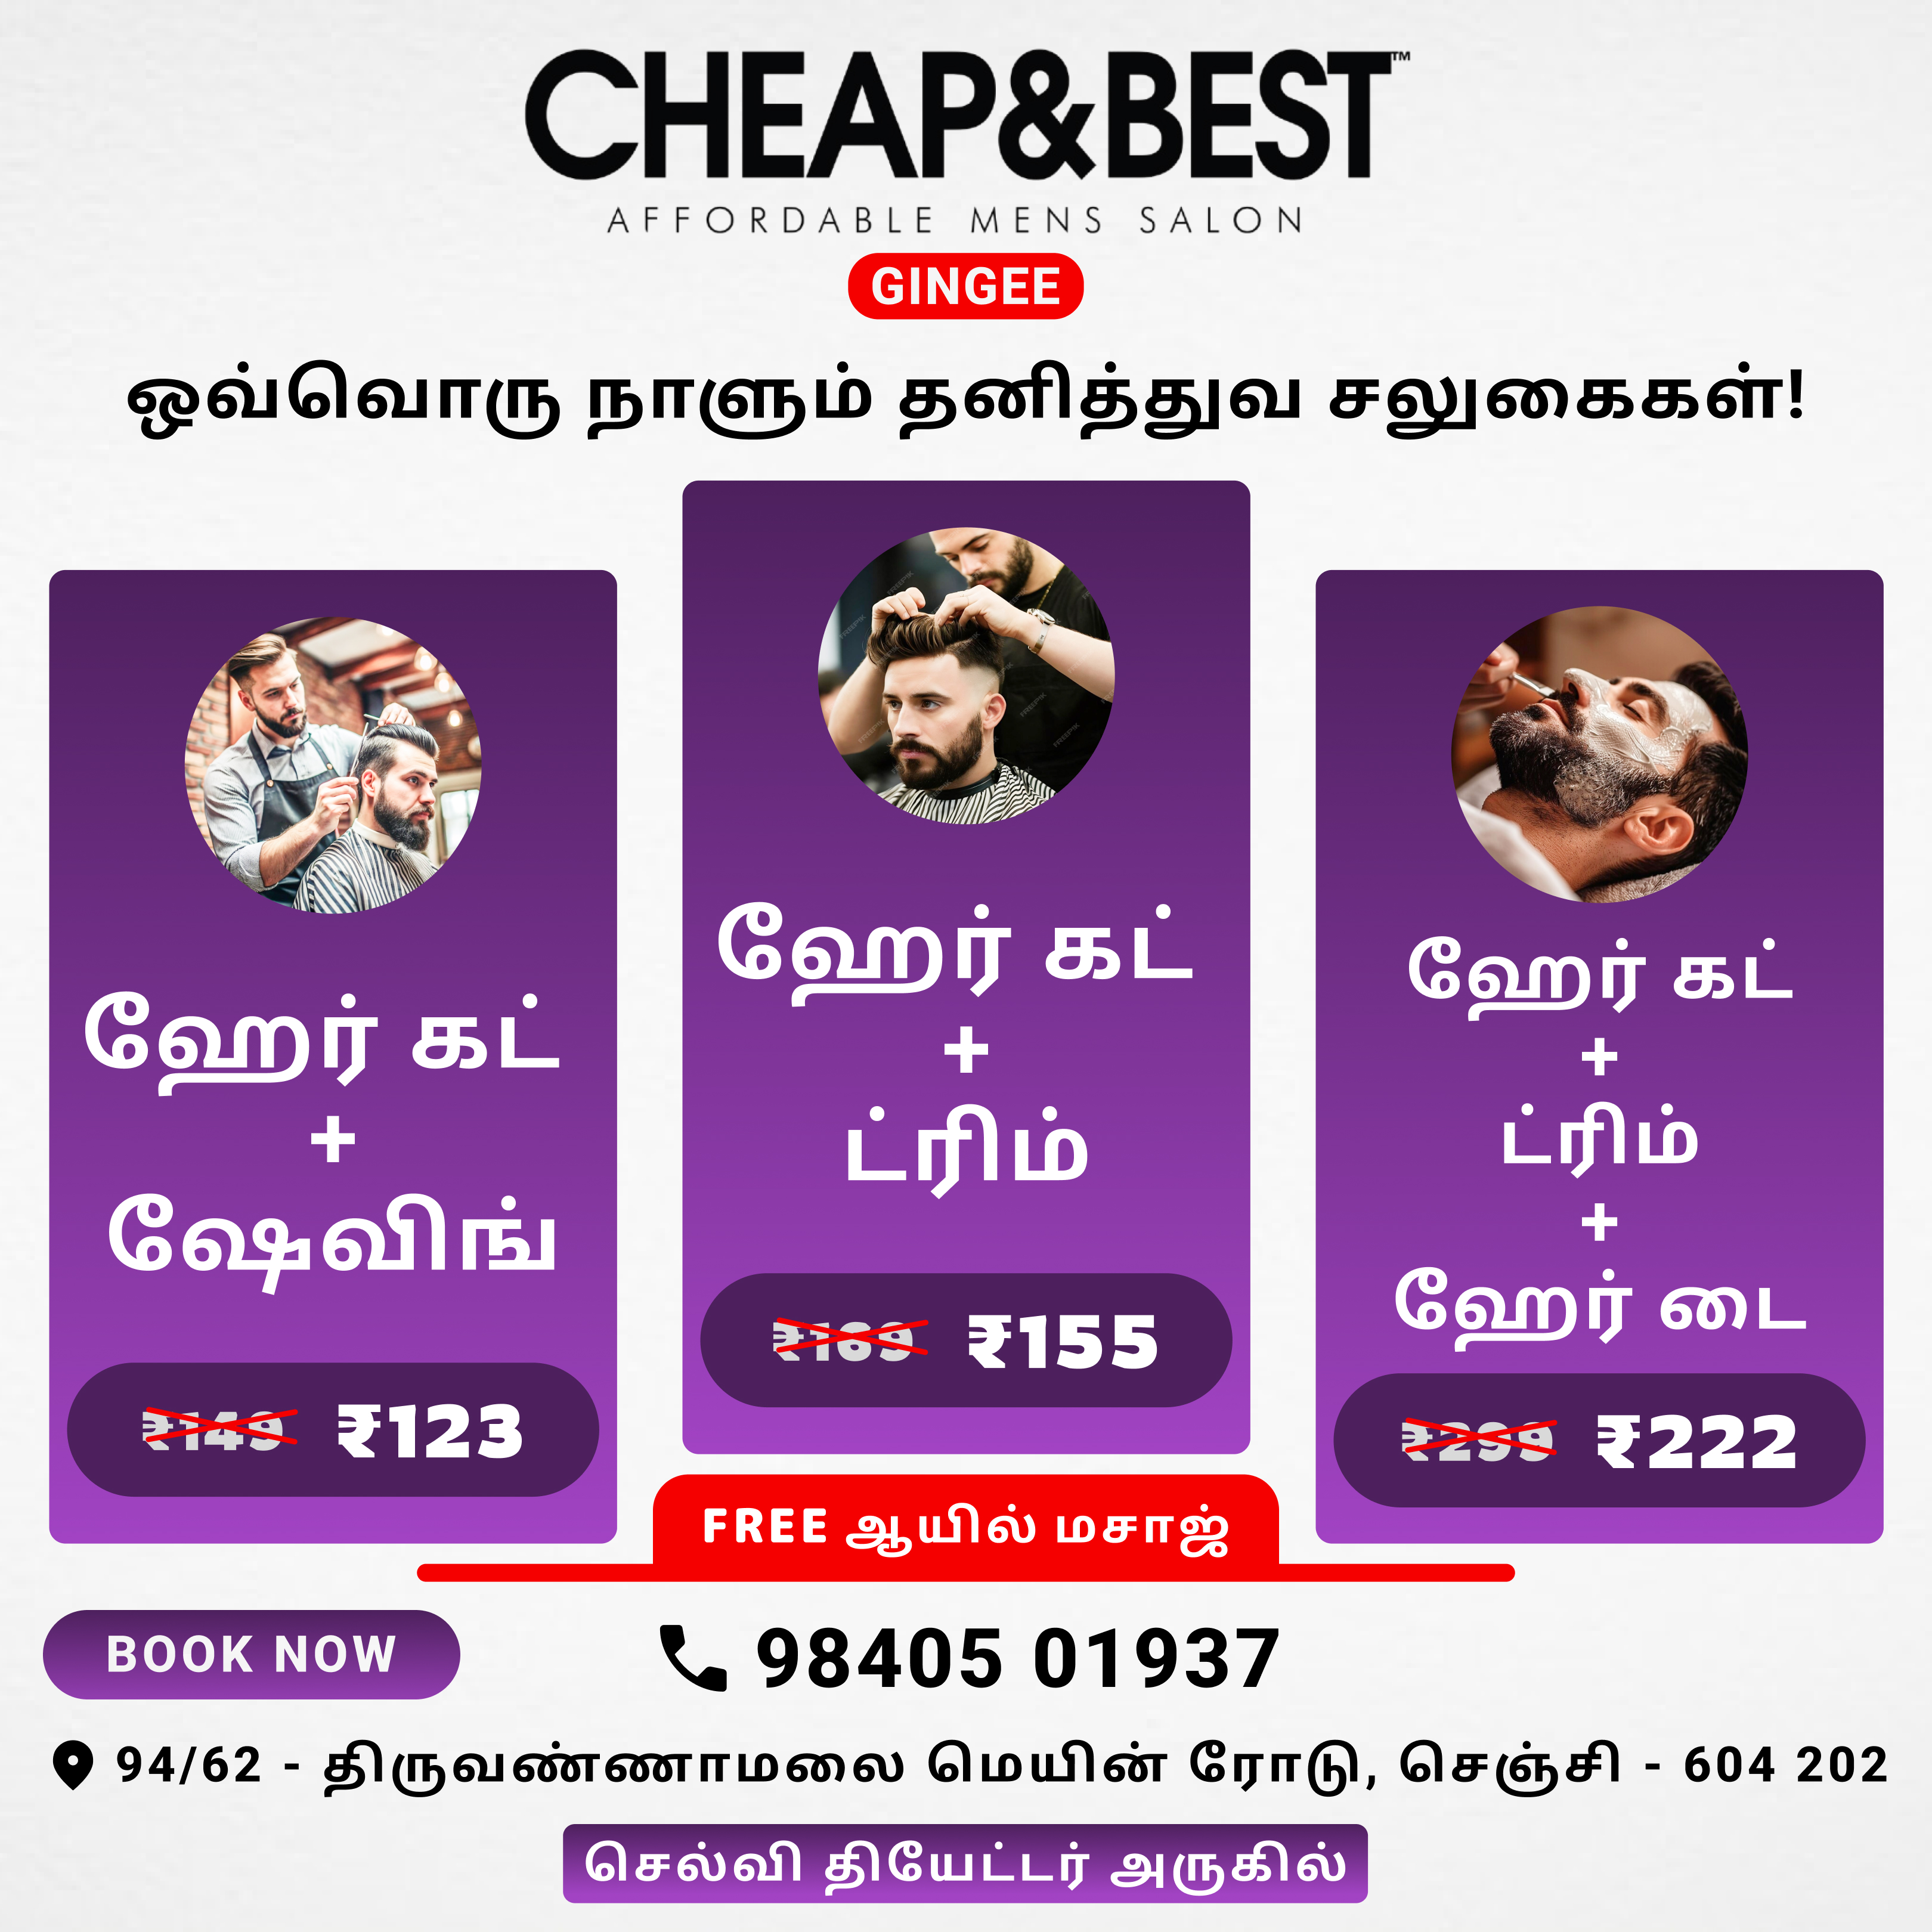 CHEAP&BEST™
AFFORDABLE MENS SALON
GINGEE
ஒவ்வொரு நாளும் தனித்துவ சலுகைகள்!
ஹேர் கட்
+
ஷேவிங்
₹149 ₹123
ஹேர் கட்
+
ட்ரிம்
₹169 ₹155
ஹேர் கட்
+
ட்ரிம்
+
ஹேர் டை
₹299 ₹222
FREE ஆயில் மசாஜ்
BOOK NOW
98405 01937
94/62 - திருவண்ணாமலை மெயின் ரோடு, செஞ்சி - 604 202
செல்வி தியேட்டர் அருகில்